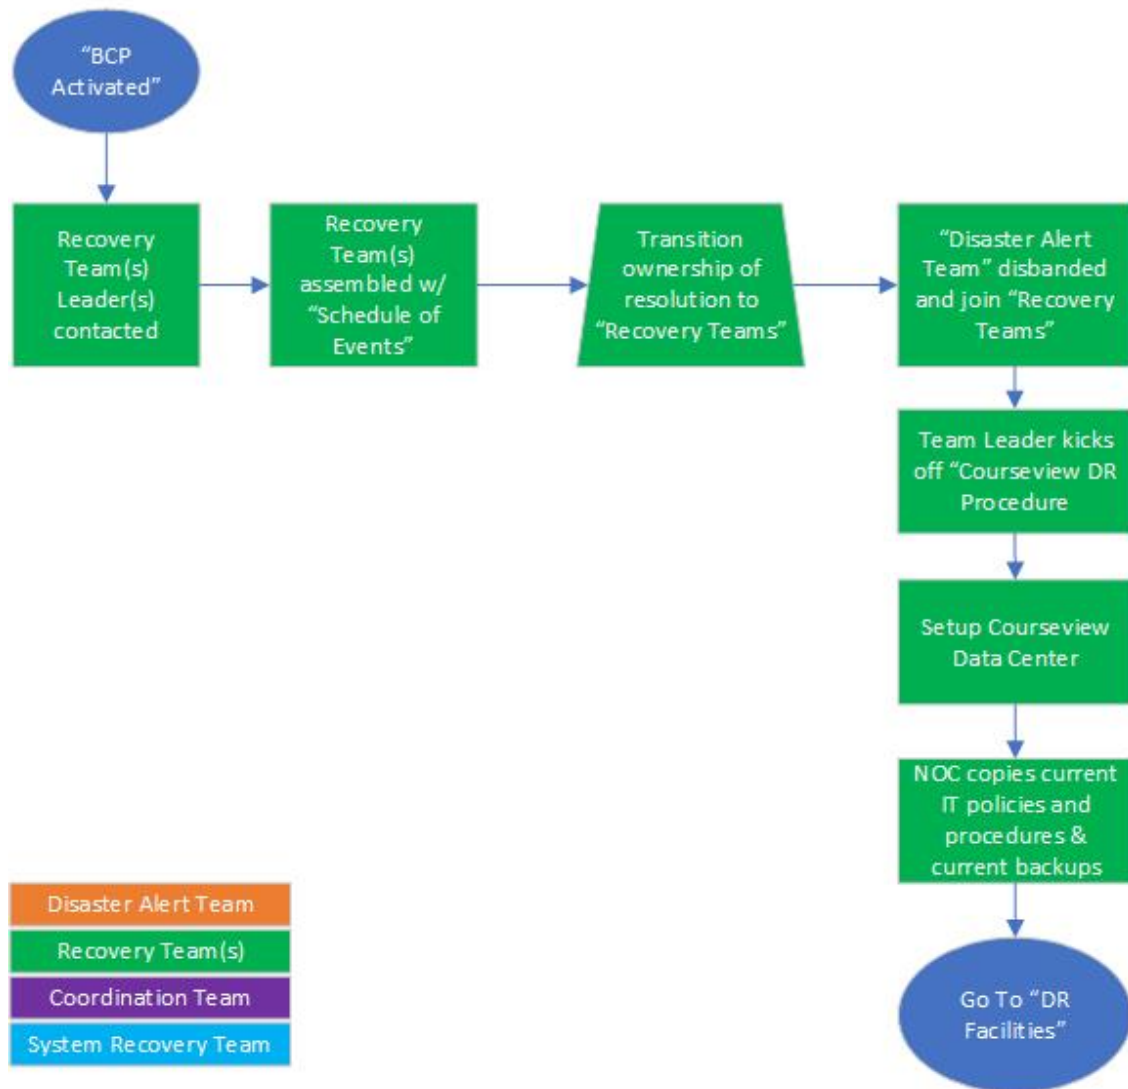 “BCP
Activated”
Recovery
Team(s)
Leader(s)
contacted
Recovery
Team(s)
assembled w/
“Schedule of
Events”
Transition
ownership of
resolution to
“Recovery Teams”
“Disaster Alert
Team” disbanded
and join “Recovery
Teams”
Team Leader kicks
off “Courseview DR
Procedure
Setup Courseview
Data Center
NOC copies current
IT policies and
procedures &
current backups
Go To “DR
Facilities”
Disaster Alert Team
Recovery Team(s)
Coordination Team
System Recovery Team